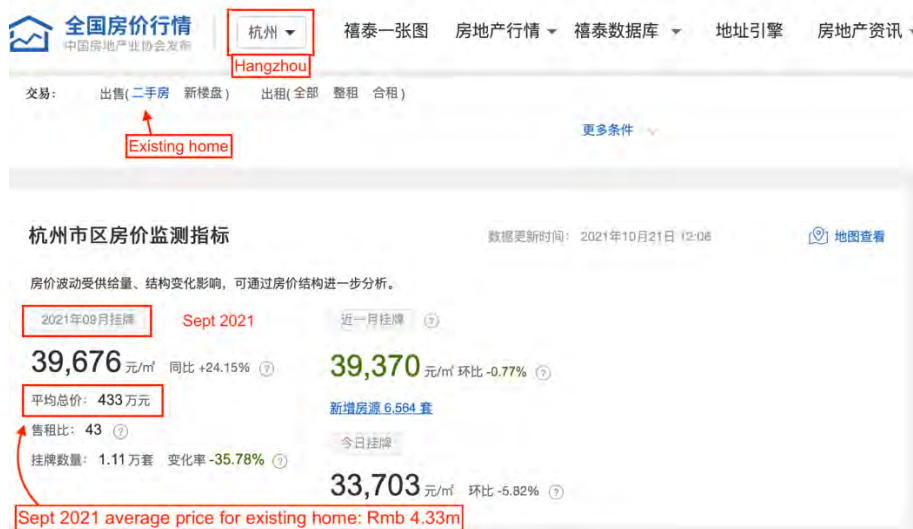 全国房价行情
中国房地产业协会发布
杭州
禧泰一张图 房地产行情 禧泰数据库 地址引擎 房地产资讯
Hangzhou
交易： 出售(二手房 新楼盘) 出租(全部 整租 合租)
更多条件
Existing home
杭州市区房价监测指标
数据更新时间： 2021年10月21日 12:06
地图查看
房价波动受供给量、结构变化影响，可通过房价结构进一步分析。
2021年09月挂牌
Sept 2021
近一月挂牌 ?
39,676 元/㎡ 同比 +24.15% ?
39,370 元/㎡ 环比 -0.77% ?
平均总价： 433 万元
新增房源 6,564 套
售租比： 43 ?
今日挂牌
挂牌数量： 1.11 万套 变化率 -35.78% ?
33,703 元/㎡ 环比 -5.82% ?
Sept 2021 average price for existing home: Rmb 4.33m